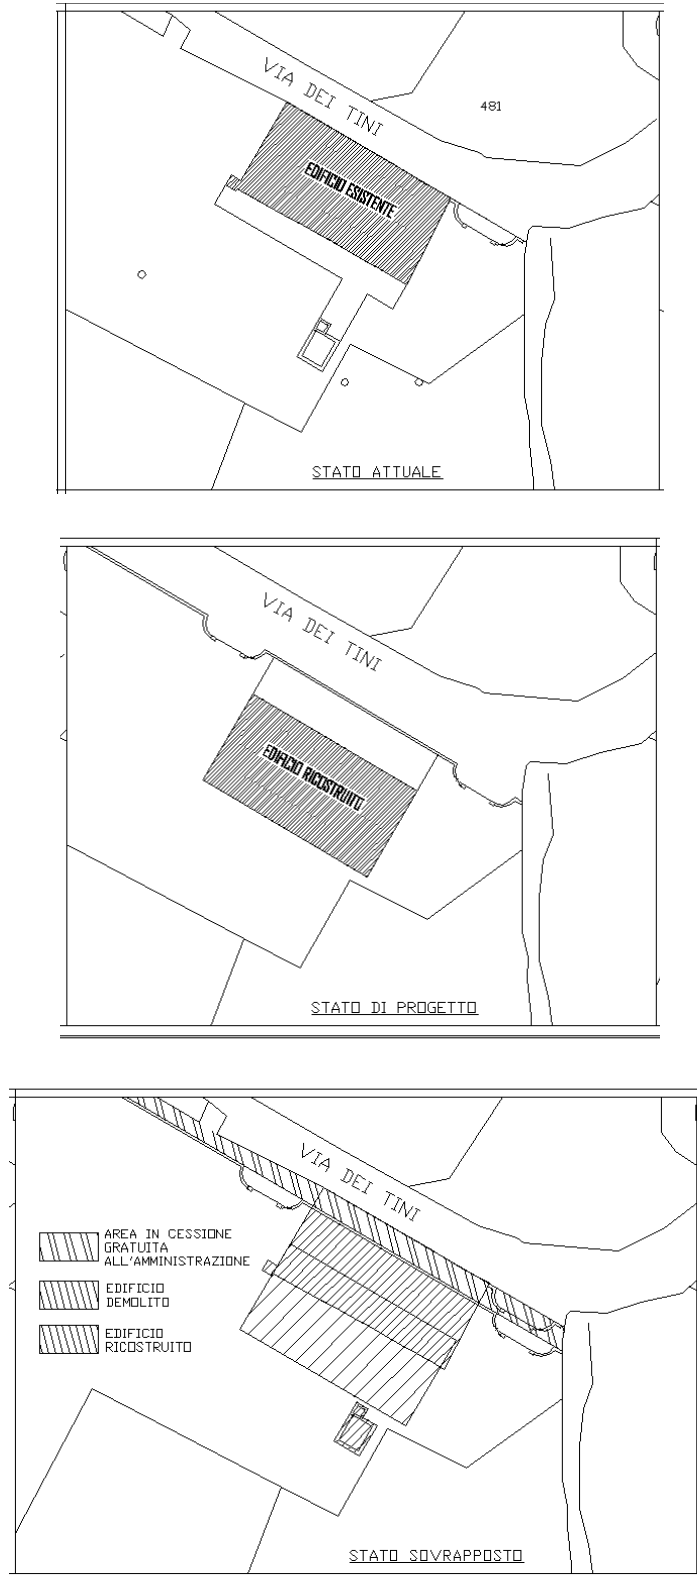 VIA DEI TINI
481
EDIFICIO ESISTENTE
STATO ATTUALE
VIA DEI TINI
EDIFICIO RICOSTRUITO
STATO DI PROGETTO
VIA DEI TINI
AREA IN CESSIONE
GRATUITA
ALL'AMMINISTRAZIONE
EDIFICIO
DEMOLITO
EDIFICIO
RICOSTRUITO
STATO SOVRAPPOSTO